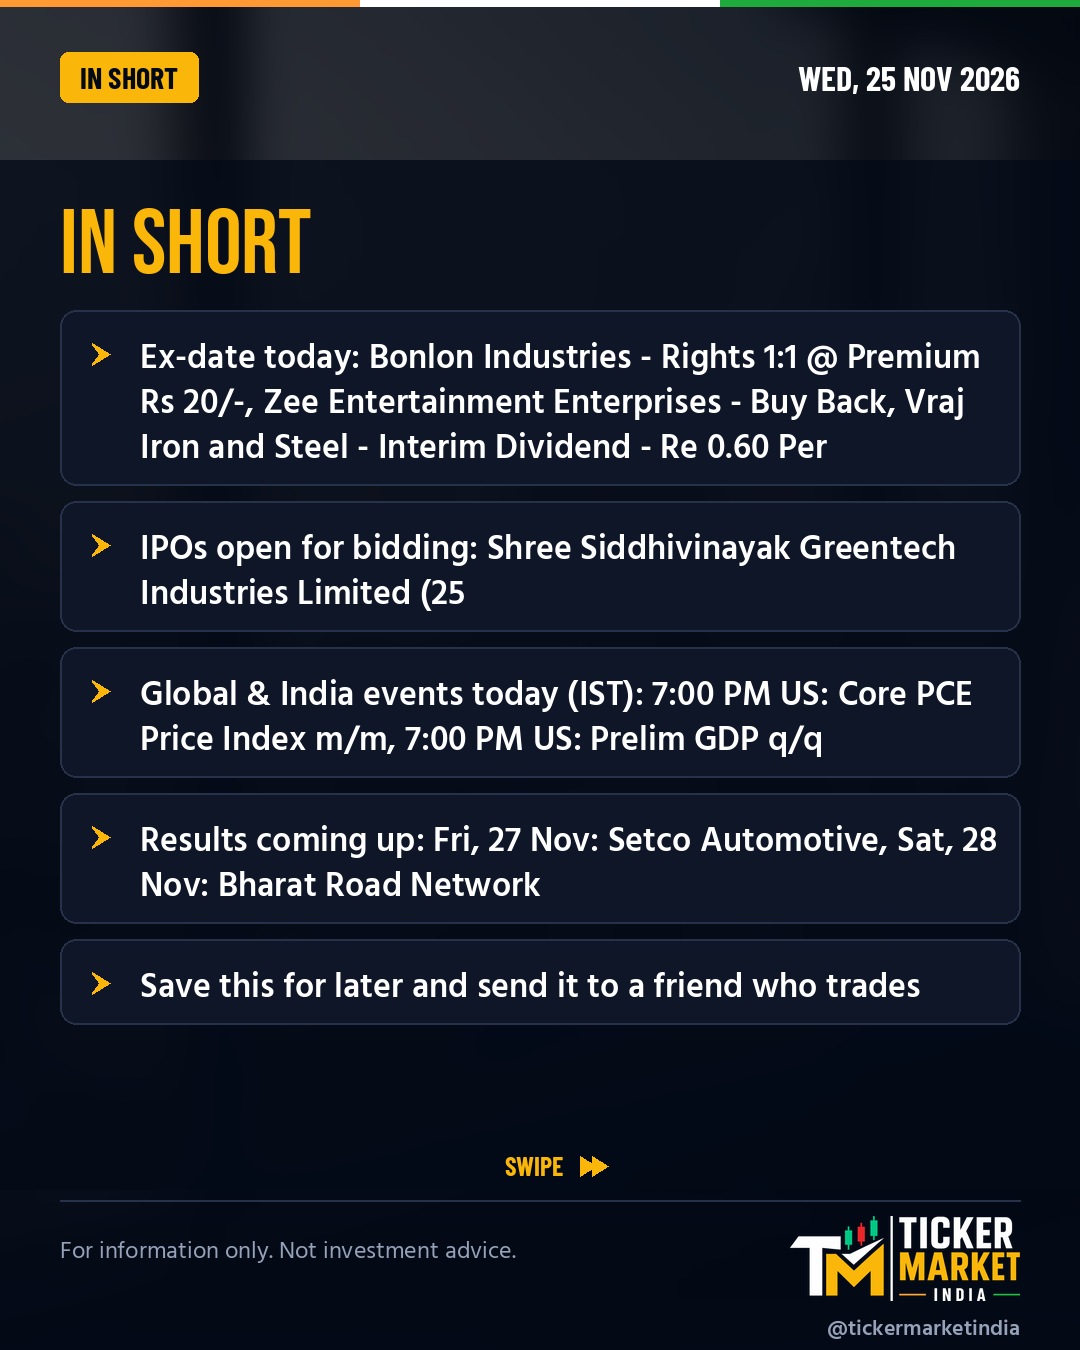 IN SHORT
WED, 25 NOV 2026
IN SHORT
Ex-date today: Bonlon Industries - Rights 1:1 @ Premium
Rs 20/-, Zee Entertainment Enterprises - Buy Back, Vraj
Iron and Steel - Interim Dividend - Re 0.60 Per
IPOs open for bidding: Shree Siddhivinayak Greentech
Industries Limited (25
Global & India events today (IST): 7:00 PM US: Core PCE
Price Index m/m, 7:00 PM US: Prelim GDP q/q
Results coming up: Fri, 27 Nov: Setco Automotive, Sat, 28
Nov: Bharat Road Network
Save this for later and send it to a friend who trades
SWIPE
For information only. Not investment advice.
TM
TICKER
MARKET
INDIA
@tickermarketindia